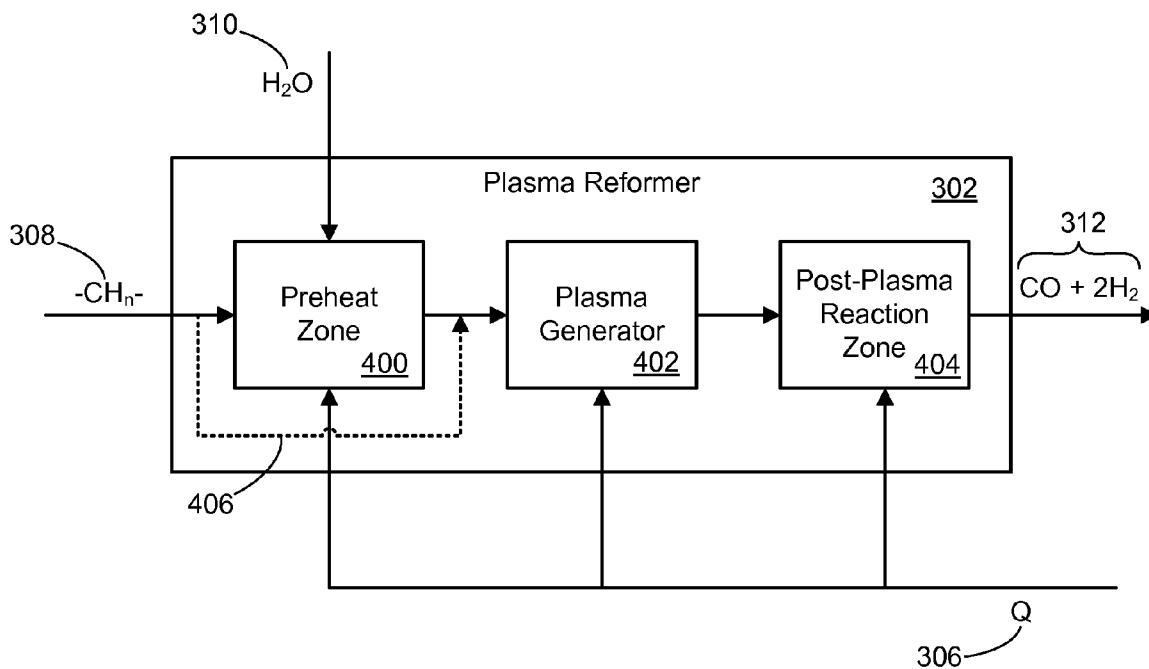 310
H₂O
Plasma Reformer
302
308
-CHₙ-
312
CO + 2H₂
Preheat
Zone
400
Plasma
Generator
402
Post-Plasma
Reaction
Zone
404
406
Q
306